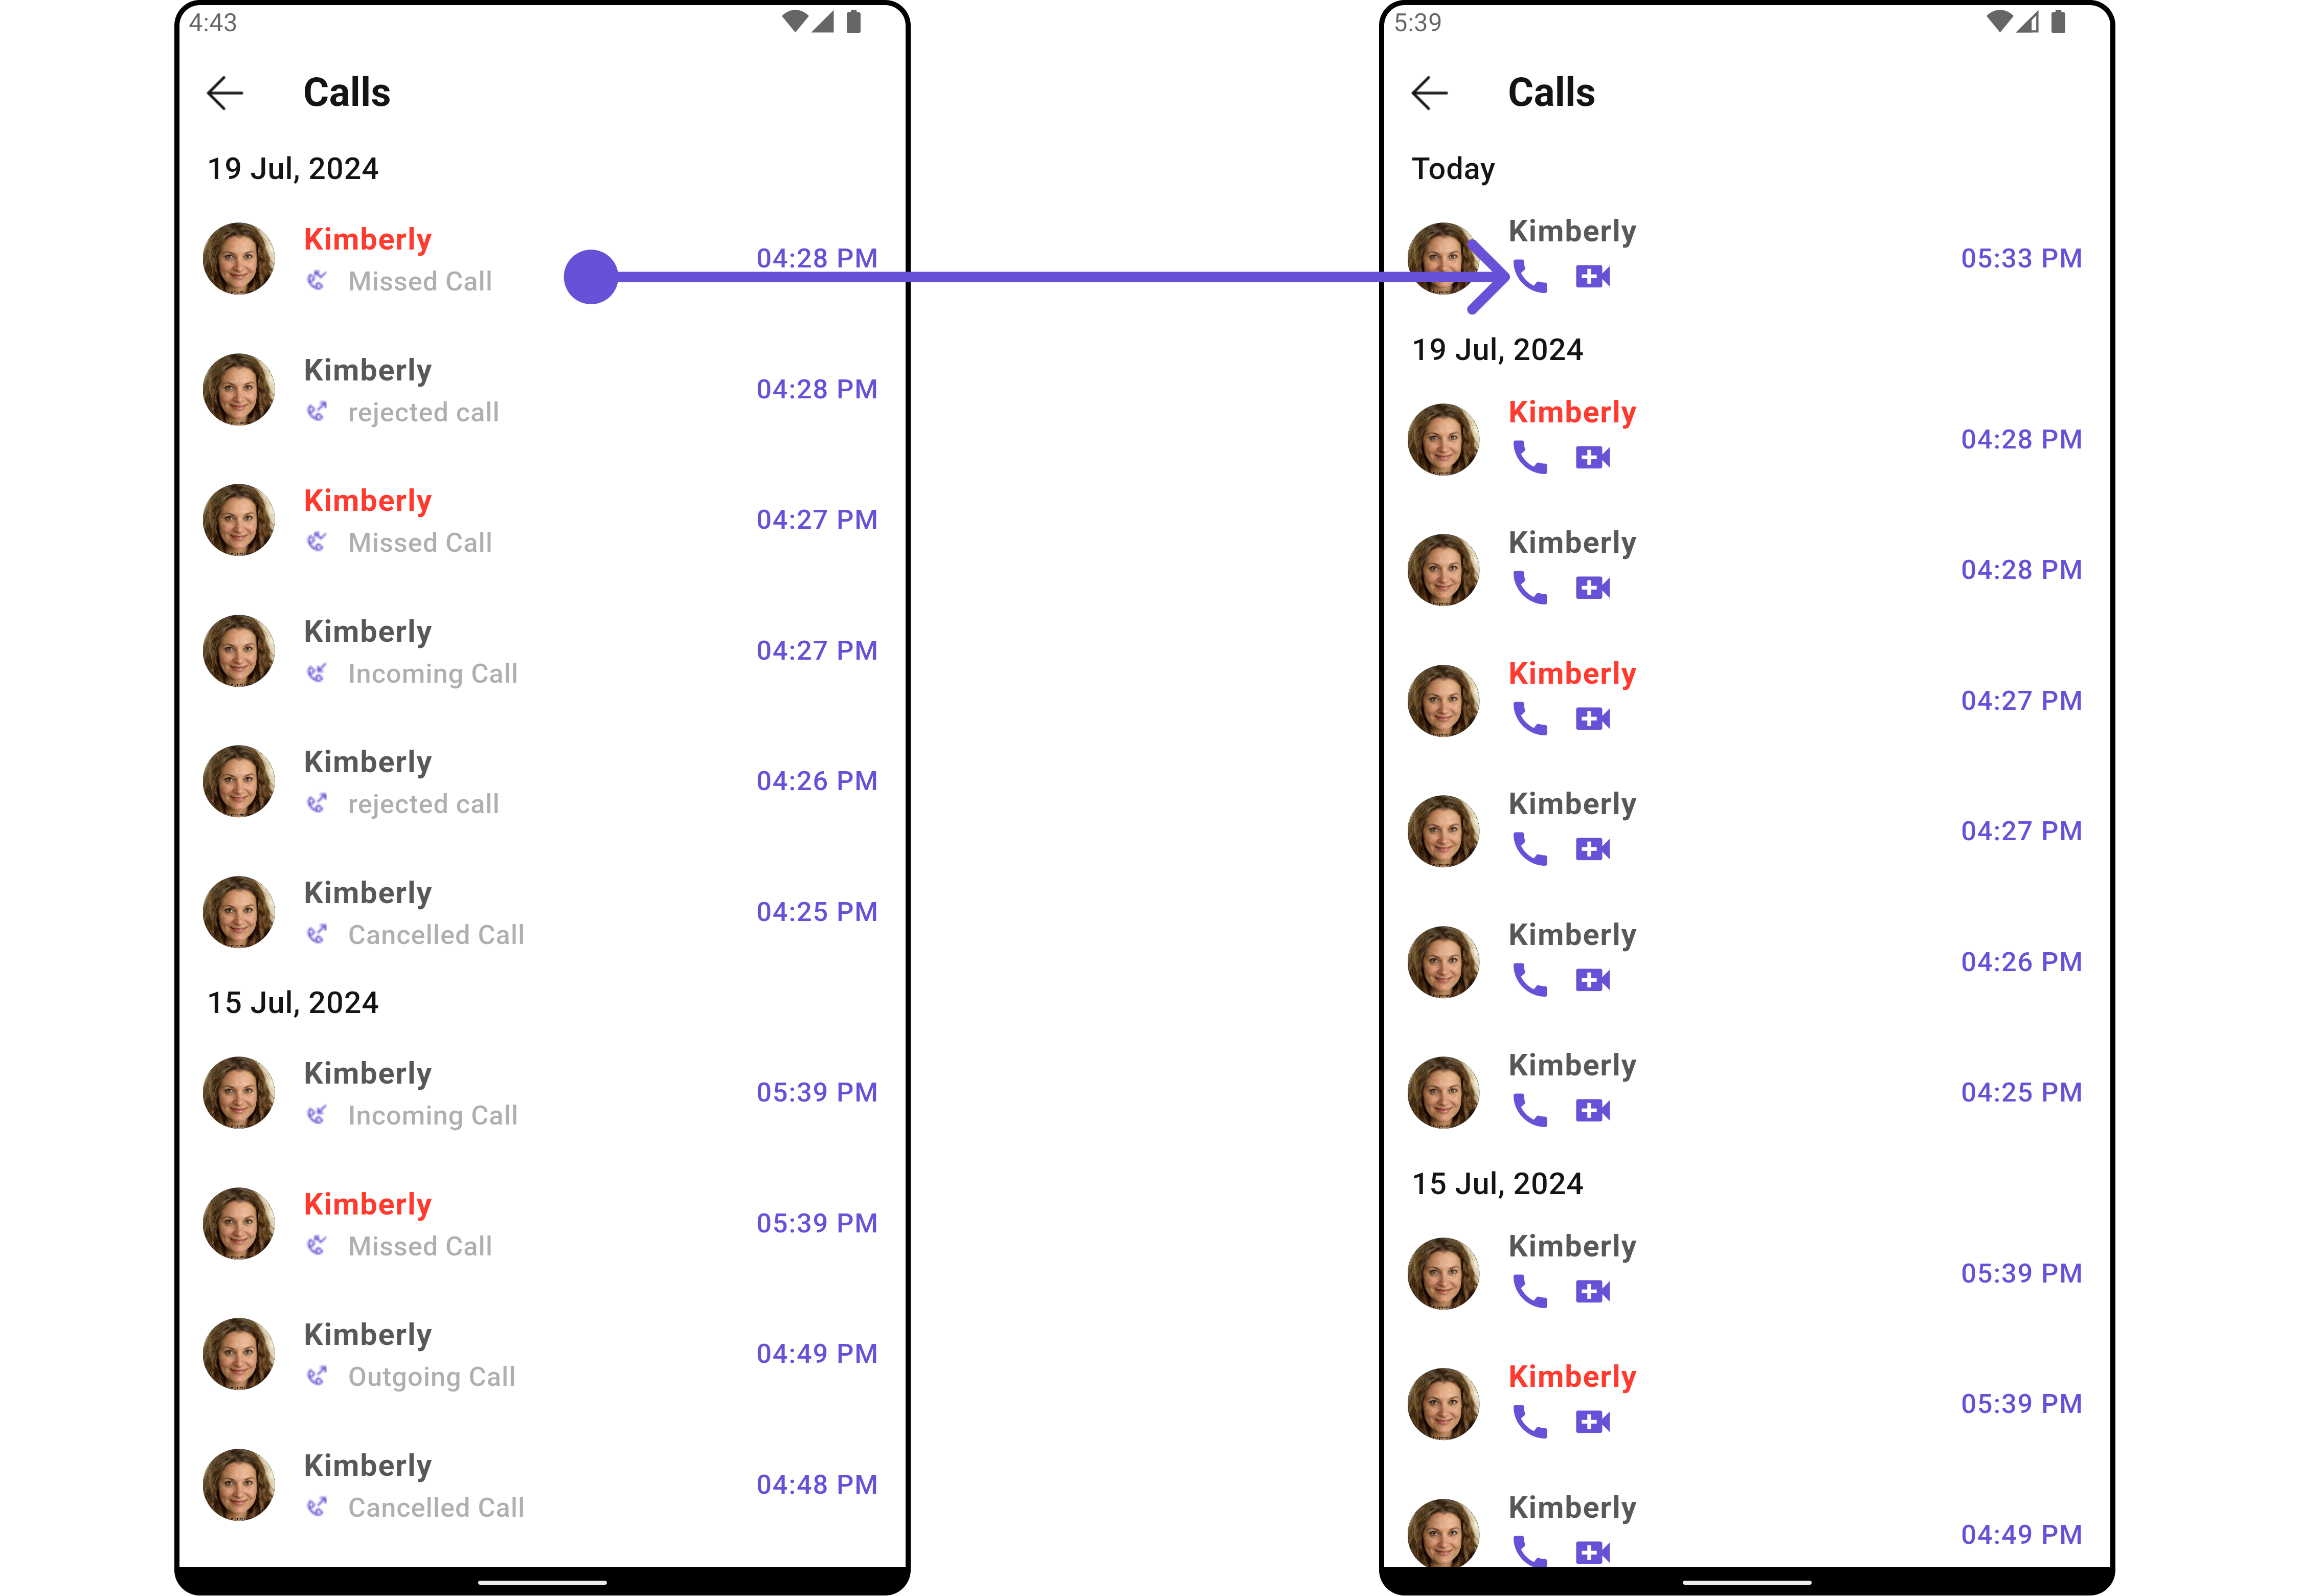 4:43
Calls
19 Jul, 2024
Kimberly
Missed Call
04:28 PM
Kimberly
rejected call
04:28 PM
Kimberly
Missed Call
04:27 PM
Kimberly
Incoming Call
04:27 PM
Kimberly
rejected call
04:26 PM
Kimberly
Cancelled Call
04:25 PM
15 Jul, 2024
Kimberly
Incoming Call
05:39 PM
Kimberly
Missed Call
05:39 PM
Kimberly
Outgoing Call
04:49 PM
Kimberly
Cancelled Call
04:48 PM
5:39
Calls
Today
Kimberly
05:33 PM
19 Jul, 2024
Kimberly
04:28 PM
Kimberly
04:28 PM
Kimberly
04:27 PM
Kimberly
04:27 PM
Kimberly
04:26 PM
Kimberly
04:25 PM
15 Jul, 2024
Kimberly
05:39 PM
Kimberly
05:39 PM
Kimberly
04:49 PM